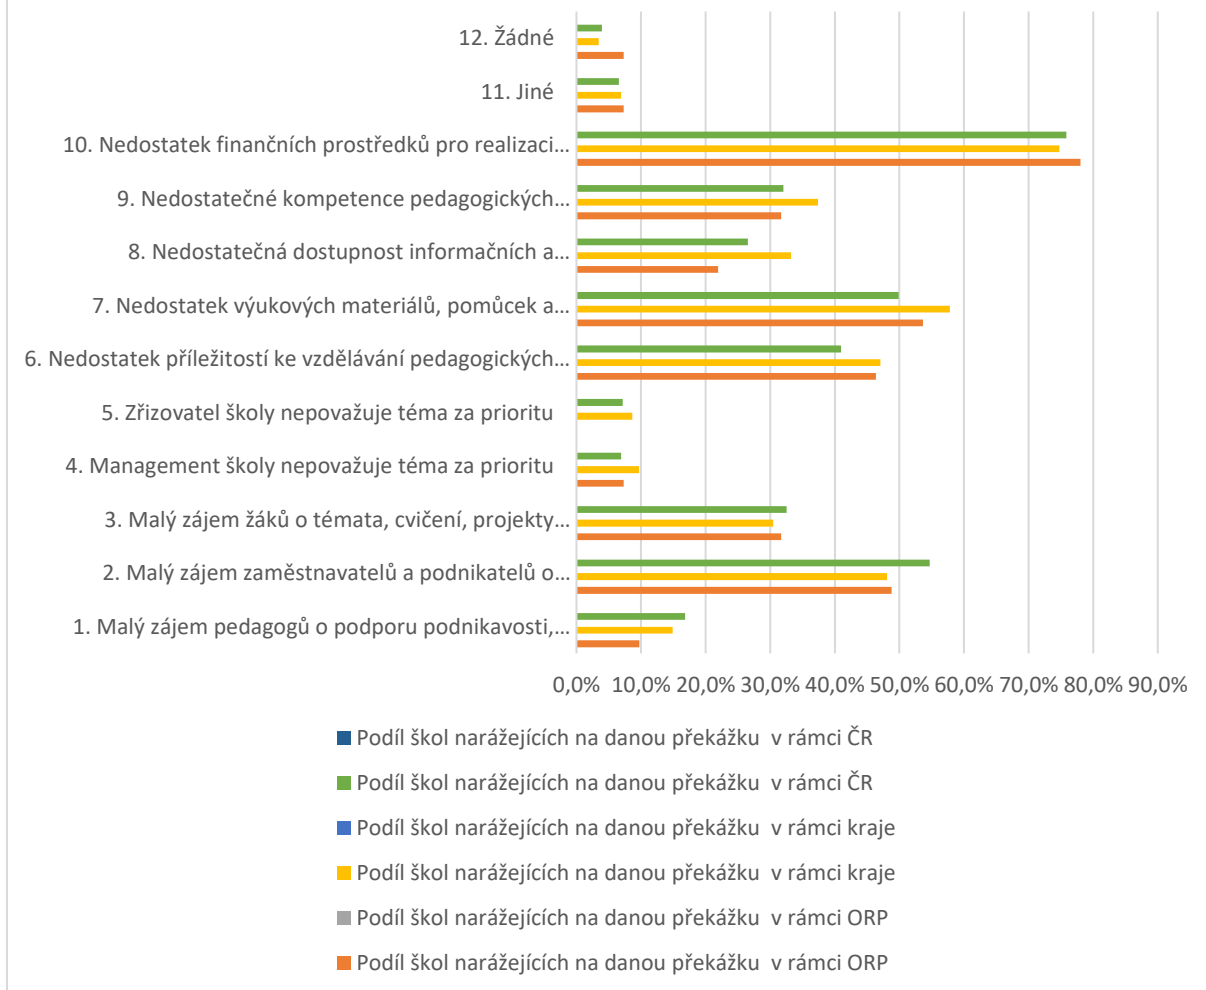 12. Žádné
11. Jiné
10. Nedostatek finančních prostředků pro realizaci…
9. Nedostatečné kompetence pedagogických…
8. Nedostatečná dostupnost informačních a…
7. Nedostatek výukových materiálů, pomůcek a…
6. Nedostatek příležitostí ke vzdělávání pedagogických…
5. Zřizovatel školy nepovažuje téma za prioritu
4. Management školy nepovažuje téma za prioritu
3. Malý zájem žáků o témata, cvičení, projekty…
2. Malý zájem zaměstnavatelů a podnikatelů o…
1. Malý zájem pedagogů o podporu podnikavosti,…
0,0% 10,0% 20,0% 30,0% 40,0% 50,0% 60,0% 70,0% 80,0% 90,0%
Podíl škol narážejících na danou překážku  v rámci ČR
Podíl škol narážejících na danou překážku  v rámci ČR
Podíl škol narážejících na danou překážku  v rámci kraje
Podíl škol narážejících na danou překážku  v rámci kraje
Podíl škol narážejících na danou překážku  v rámci ORP
Podíl škol narážejících na danou překážku  v rámci ORP